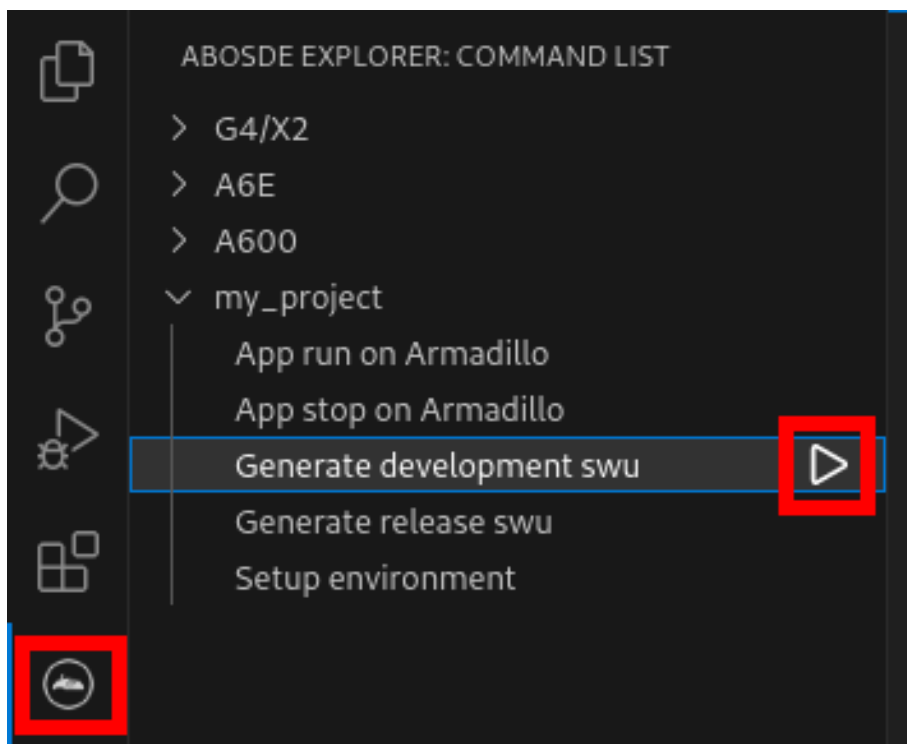 ABOSDE EXPLORER: COMMAND LIST
G4/X2
A6E
A600
my_project
App run on Armadillo
App stop on Armadillo
Generate development swu
Generate release swu
Setup environment